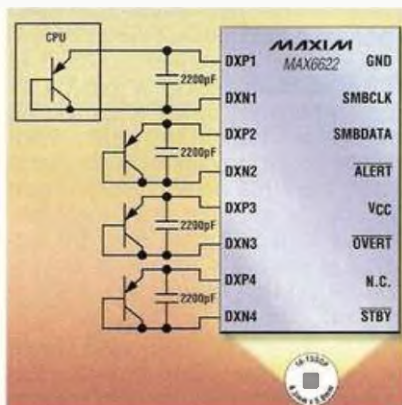 CPU
MAXIM
MAX6622
DXP1
GND
2200pF
DXN1
SMBCLK
DXP2
SMBDATA
2200pF
DXN2
ALERT
DXP3
VCC
2200pF
DXN3
OVERT
DXP4
N.C.
2200pF
DXN4
STBY